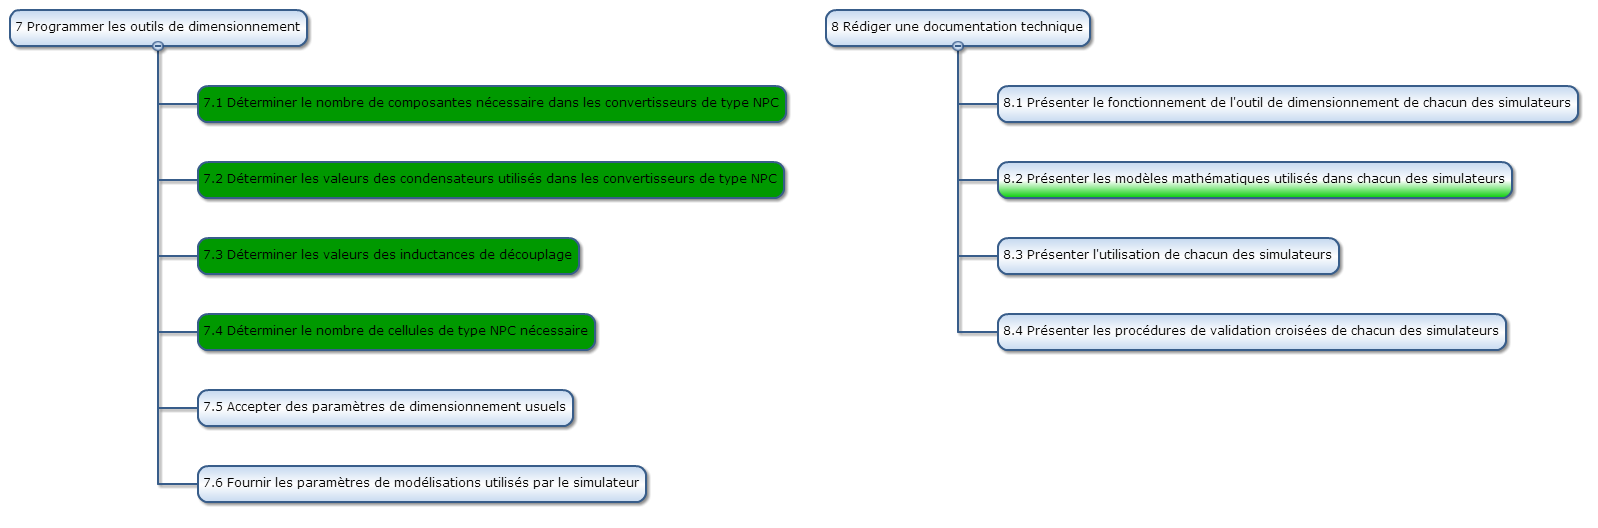 7 Programmer les outils de dimensionnement
7.1 Déterminer le nombre de composantes nécessaire dans les convertisseurs de type NPC
7.2 Déterminer les valeurs des condensateurs utilisés dans les convertisseurs de type NPC
7.3 Déterminer les valeurs des inductances de découplage
7.4 Déterminer le nombre de cellules de type NPC nécessaire
7.5 Accepter des paramètres de dimensionnement usuels
7.6 Fournir les paramètres de modélisations utilisés par le simulateur
8 Rédiger une documentation technique
8.1 Présenter le fonctionnement de l'outil de dimensionnement de chacun des simulateurs
8.2 Présenter les modèles mathématiques utilisés dans chacun des simulateurs
8.3 Présenter l'utilisation de chacun des simulateurs
8.4 Présenter les procédures de validation croisées de chacun des simulateurs